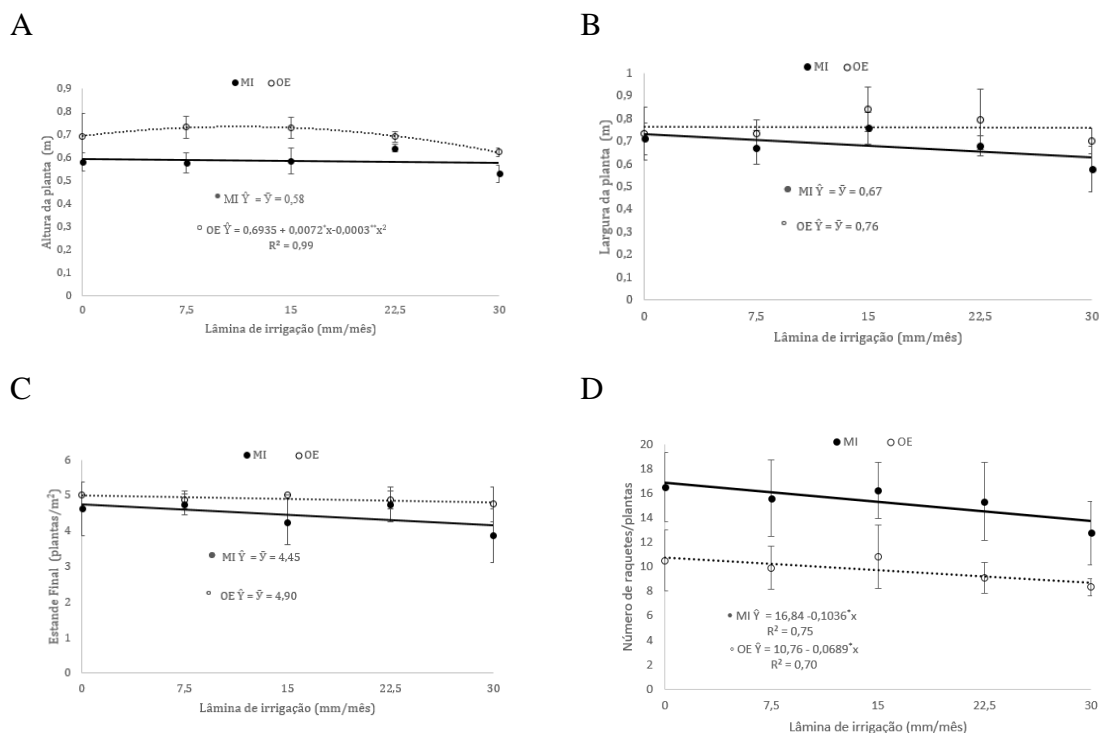 A
● MI ○ OE
0,9
0,8
0,7
0,6
0,5
0,4
0,3
0,2
0,1
0
Altura da planta (m)
● MI Ŷ = ȳ = 0,58
○ OE Ŷ = 0,6935 + 0,0072*x-0,0003**x²
R² = 0,99
0 7,5 15 22,5 30
Lâmina de irrigação (mm/mês)
B
● MI ○ OE
1
0,9
0,8
0,7
0,6
0,5
0,4
0,3
0,2
0,1
0
Largura da planta (m)
● MI Ŷ = ȳ = 0,67
○ OE Ŷ = ȳ = 0,76
0 7,5 15 22,5 30
Lâmina de irrigação (mm/mês)
C
● MI ○ OE
6
5
4
3
2
1
0
Estande Final (plantas/m²)
● MI Ŷ = ȳ = 4,45
○ OE Ŷ = ȳ = 4,90
0 7,5 15 22,5 30
Lâmina de irrigação (mm/mês)
D
● MI ○ OE
20
18
16
14
12
10
8
6
4
2
0
Número de raquetes/plantas
● MI Ŷ = 16,84 -0,1036*x
R² = 0,75
○ OE Ŷ = 10,76 - 0,0689*x
R² = 0,70
0 7,5 15 22,5 30
Lâmina de irrigação (mm/mês)